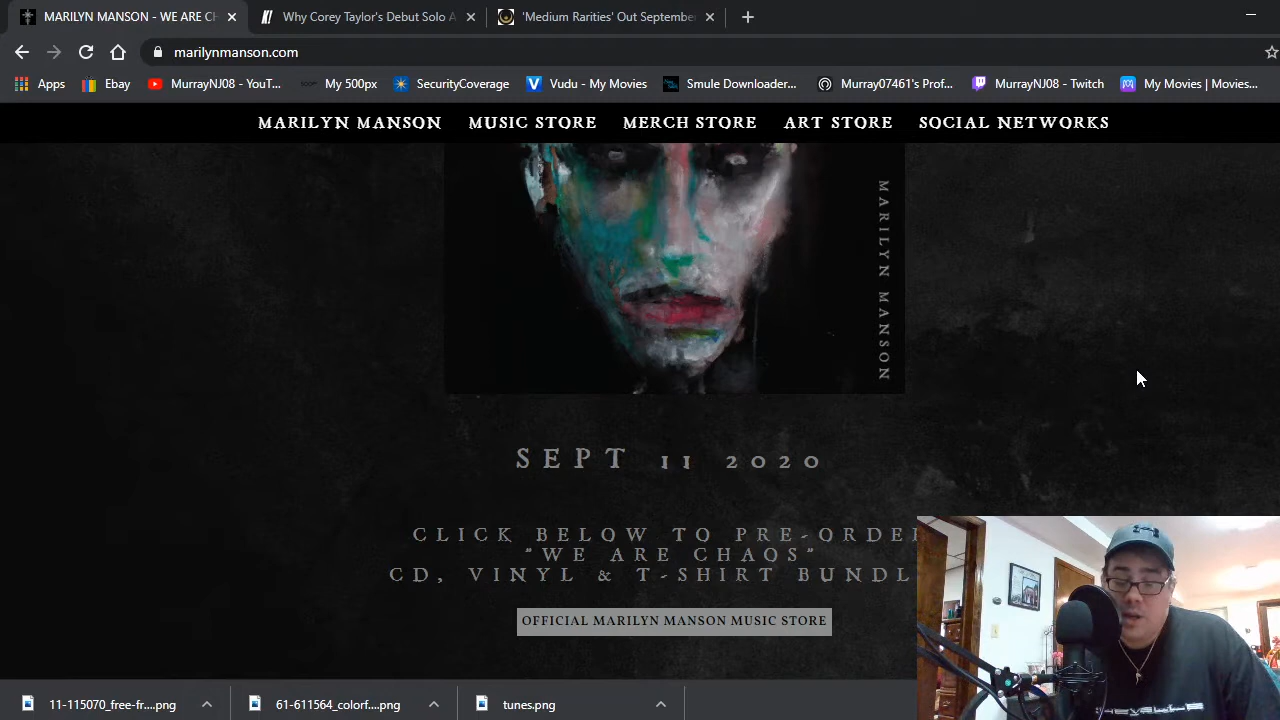 MARILYN MANSON - WE ARE CH
Why Corey Taylor's Debut Solo A
'Medium Rarities' Out September
marilynmanson.com
Apps
Ebay
MurrayNJ08 - YouT...
My 500px
SecurityCoverage
Vudu - My Movies
Smule Downloader...
Murray07461's Prof...
MurrayNJ08 - Twitch
My Movies | Movies...
MARILYN MANSON
MUSIC STORE
MERCH STORE
ART STORE
SOCIAL NETWORKS
MARILYN MANSON
SEPT 11 2020
CLICK BELOW TO PRE-ORDER
"WE ARE CHAOS"
CD, VINYL & T-SHIRT BUNDL
OFFICIAL MARILYN MANSON MUSIC STORE
11-115070_free-fr....png
61-611564_colorf....png
tunes.png